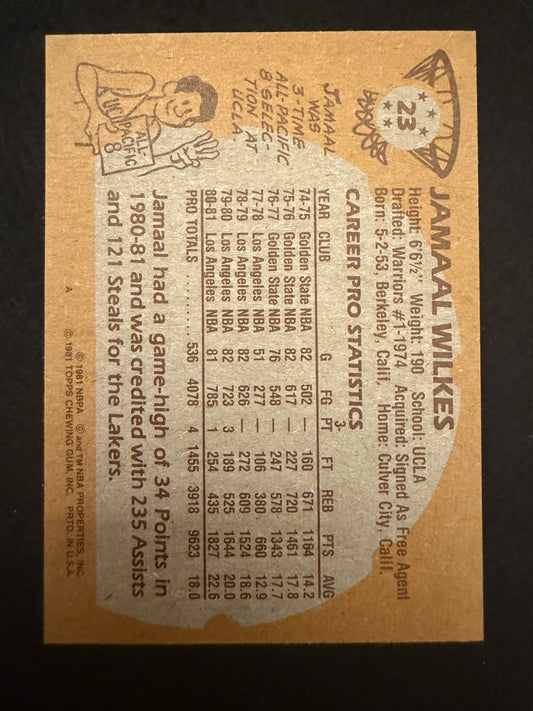 23
JAMAAL WILKES
Height: 6'6½" Weight: 190 School: UCLA
Drafted: Warriors #1-1974 Acquired: Signed As Free Agent
Born: 5-2-53, Berkeley, Calif. Home: Culver City, Calif.
JAMAAL
WAS
3-TIME
ALL-PACIFIC
8 SELEC-
TION AT
UCLA
ALL-
PACIFIC
8
CAREER PRO STATISTICS
3-
YEAR CLUB G FG PT FT REB PTS AVG
74-75 Golden State NBA 82 502 — 160 671 1164 14.2
75-76 Golden State NBA 82 617 — 227 720 1461 17.8
76-77 Golden State NBA 76 548 — 247 578 1343 17.7
77-78 Los Angeles NBA 51 277 — 106 380 660 12.9
78-79 Los Angeles NBA 82 626 — 272 609 1524 18.6
79-80 Los Angeles NBA 82 723 3 189 525 1644 20.0
80-81 Los Angeles NBA 81 785 1 254 435 1827 22.6
PRO TOTALS . . . . . . . . . . 536 4078 4 1455 3918 9623 18.0
Jamaal had a game-high of 34 Points in
1980-81 and was credited with 235 Assists
and 121 Steals for the Lakers.
A © 1981 NBPA © and TM NBA PROPERTIES, INC.
© 1981 TOPPS CHEWING GUM, INC. PRTD. IN U.S.A.